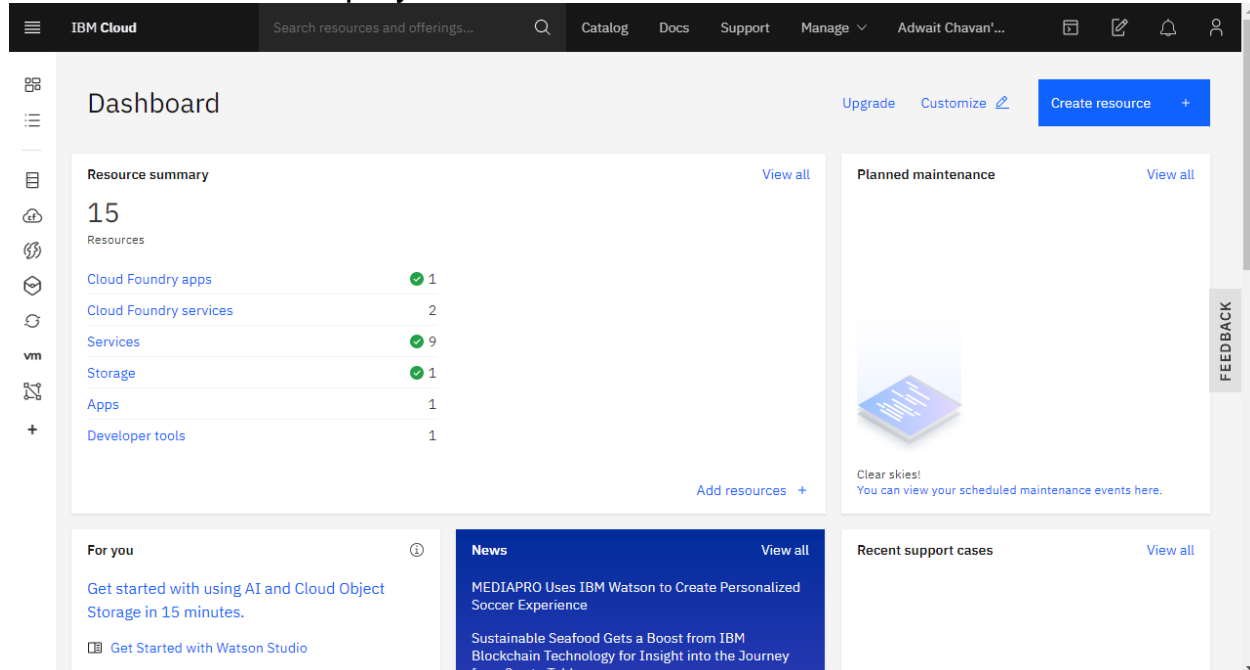 IBM Cloud
Search resources and offerings...
Catalog
Docs
Support
Manage
Adwait Chavan'...
Dashboard
Upgrade
Customize
Create resource +
Resource summary
View all
15
Resources
Cloud Foundry apps 1
Cloud Foundry services 2
Services 9
Storage 1
Apps 1
Developer tools 1
Add resources +
Planned maintenance
View all
Clear skies!
You can view your scheduled maintenance events here.
For you
Get started with using AI and Cloud Object
Storage in 15 minutes.
Get Started with Watson Studio
News
View all
MEDIAPRO Uses IBM Watson to Create Personalized
Soccer Experience
Sustainable Seafood Gets a Boost from IBM
Blockchain Technology for Insight into the Journey
Recent support cases
View all
FEEDBACK
cf
vm
+